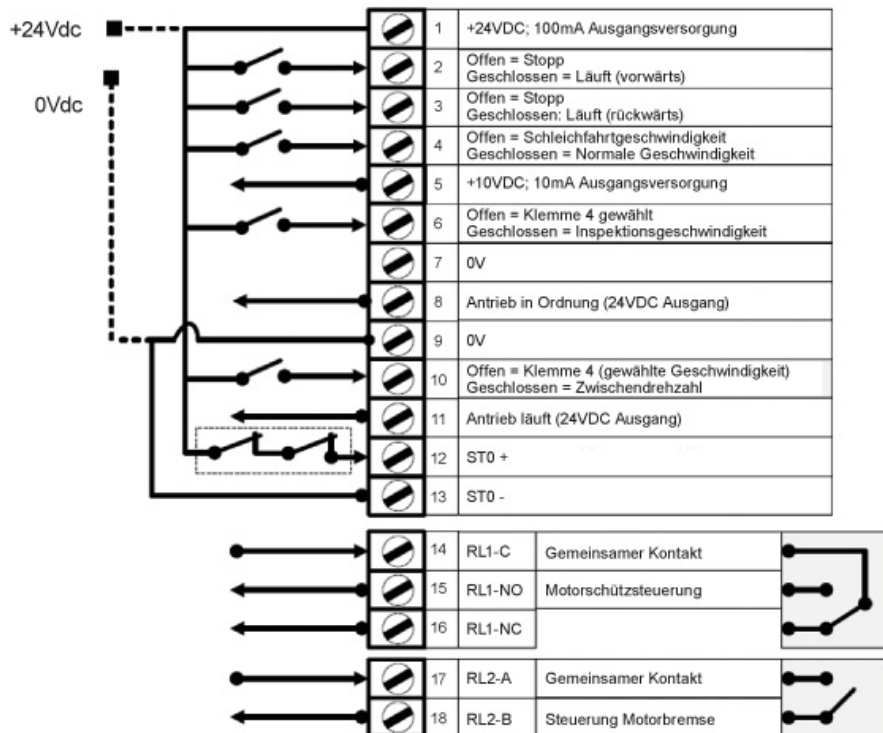 +24Vdc
0Vdc
1 +24VDC; 100mA Ausgangsversorgung
2 Offen = Stopp
Geschlossen = Läuft (vorwärts)
3 Offen = Stopp
Geschlossen: Läuft (rückwärts)
4 Offen = Schleichfahrtgeschwindigkeit
Geschlossen = Normale Geschwindigkeit
5 +10VDC; 10mA Ausgangsversorgung
6 Offen = Klemme 4 gewählt
Geschlossen = Inspektionsgeschwindigkeit
7 0V
8 Antrieb in Ordnung (24VDC Ausgang)
9 0V
10 Offen = Klemme 4 (gewählte Geschwindigkeit)
Geschlossen = Zwischendrehzahl
11 Antrieb läuft (24VDC Ausgang)
12 ST0 +
13 ST0 -
14 RL1-C Gemeinsamer Kontakt
15 RL1-NO Motorschützsteuerung
16 RL1-NC
17 RL2-A Gemeinsamer Kontakt
18 RL2-B Steuerung Motorbremse